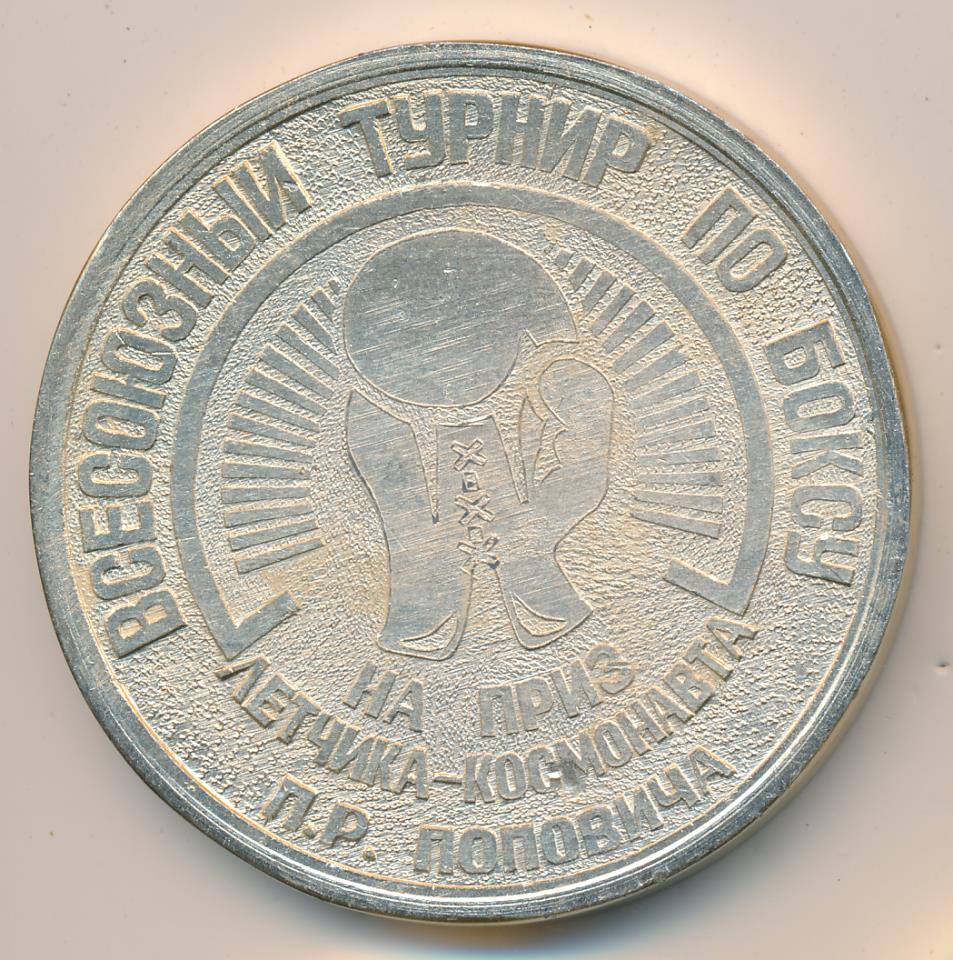 ВСЕСОЮЗНЫЙ ТУРНИР ПО БОКСУ
НА ПРИЗ
ЛЕТЧИКА-КОСМОНАВТА
П.Р. ПОПОВИЧА